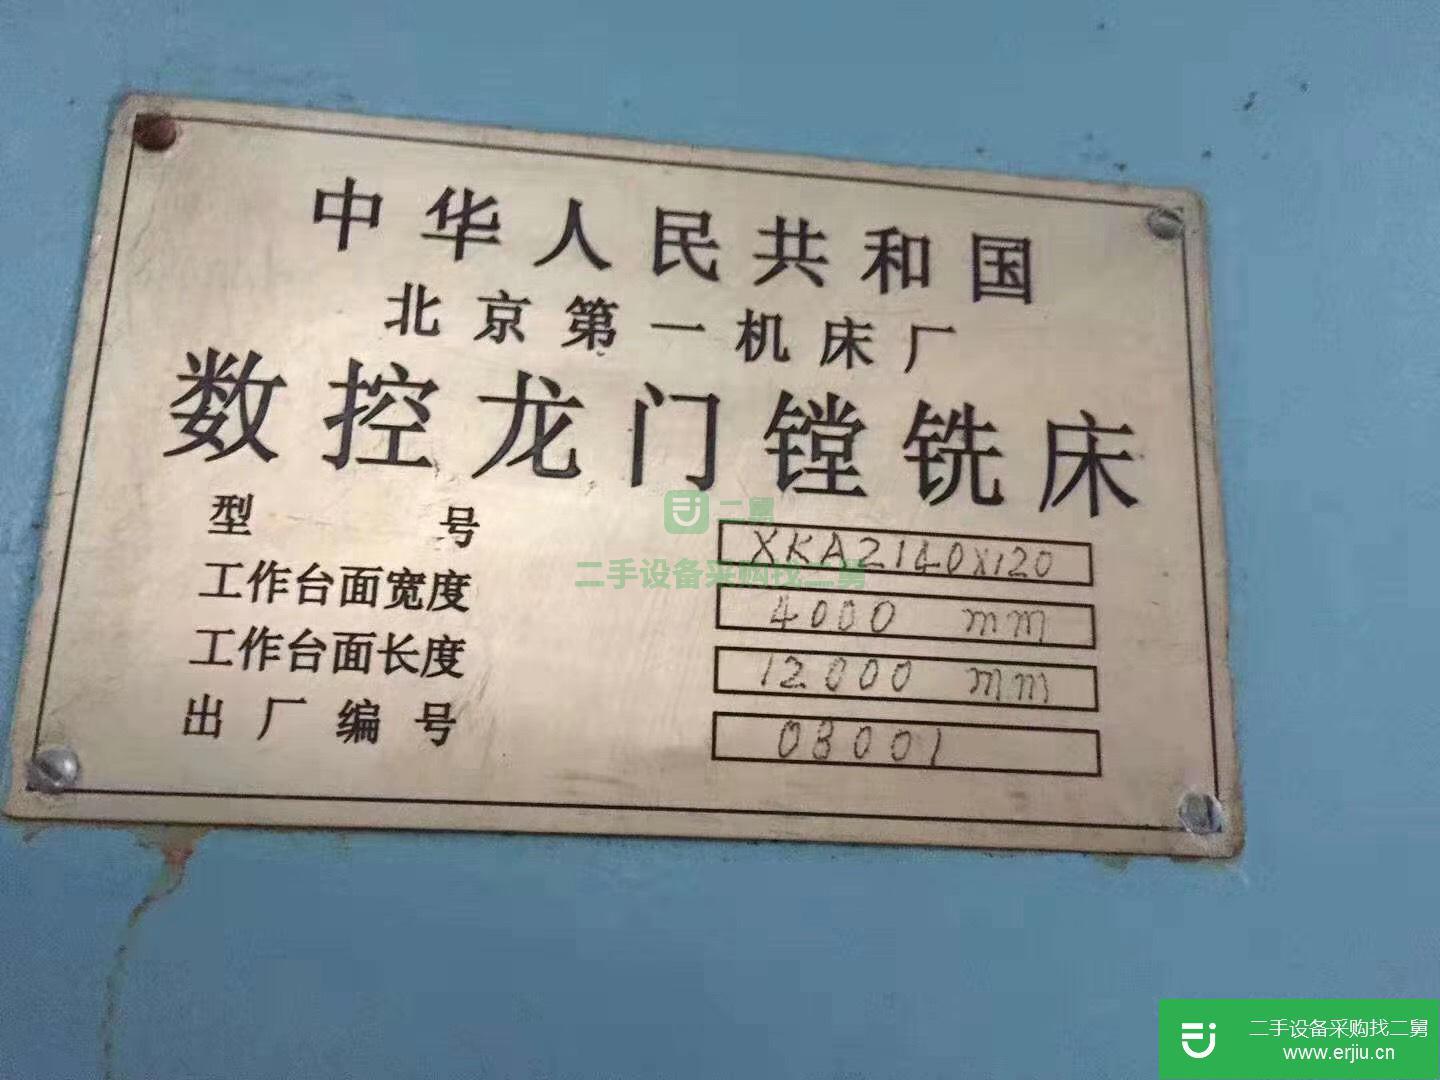 中华人民共和国
北京第一机床厂
数控龙门镗铣床
型号 XKA2140X120
工作台面宽度 4000 mm
工作台面长度 12000 mm
出厂编号 03001
二舅
二手设备采购找二舅
二手设备采购找二舅
www.erjiu.cn